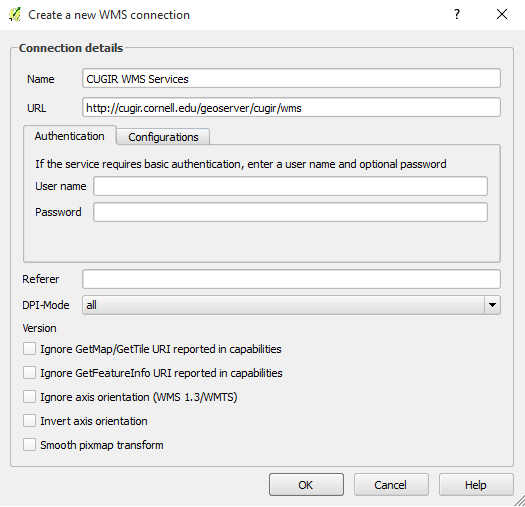 Create a new WMS connection ? ×
Connection details
Name CUGIR WMS Services
URL http://cugir.cornell.edu/geoserver/cugir/wms
Authentication Configurations
If the service requires basic authentication, enter a user name and optional password
User name
Password
Referer
DPI-Mode all
Version
Ignore GetMap/GetTile URI reported in capabilities
Ignore GetFeatureInfo URI reported in capabilities
Ignore axis orientation (WMS 1.3/WMTS)
Invert axis orientation
Smooth pixmap transform
OK Cancel Help